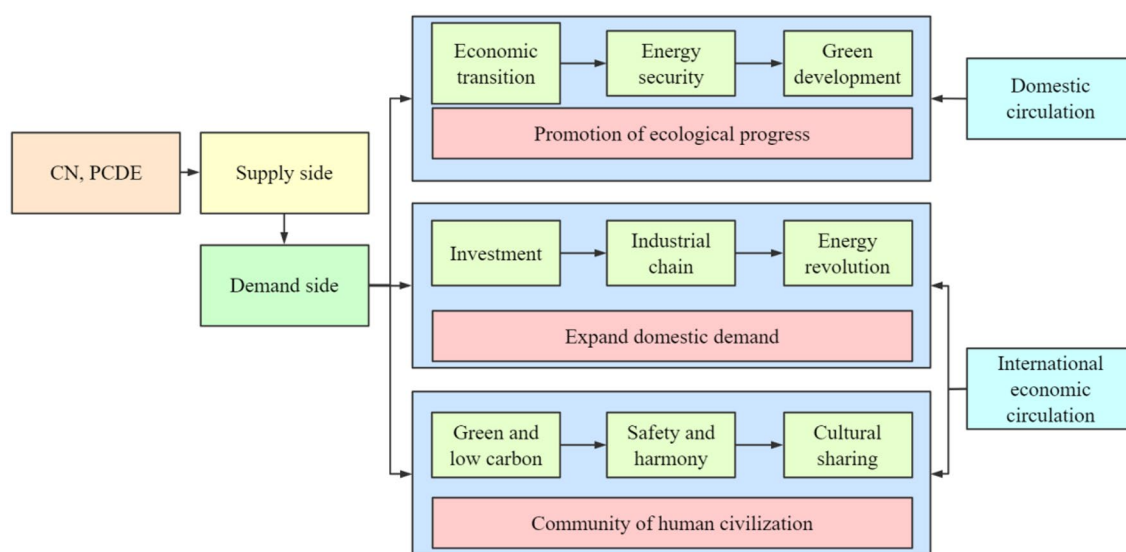 Economic
transition
Energy
security
Green
development
Promotion of ecological progress
Domestic
circulation
CN, PCDE
Supply side
Demand side
Investment
Industrial
chain
Energy
revolution
Expand domestic demand
International
economic
circulation
Green and
low carbon
Safety and
harmony
Cultural
sharing
Community of human civilization